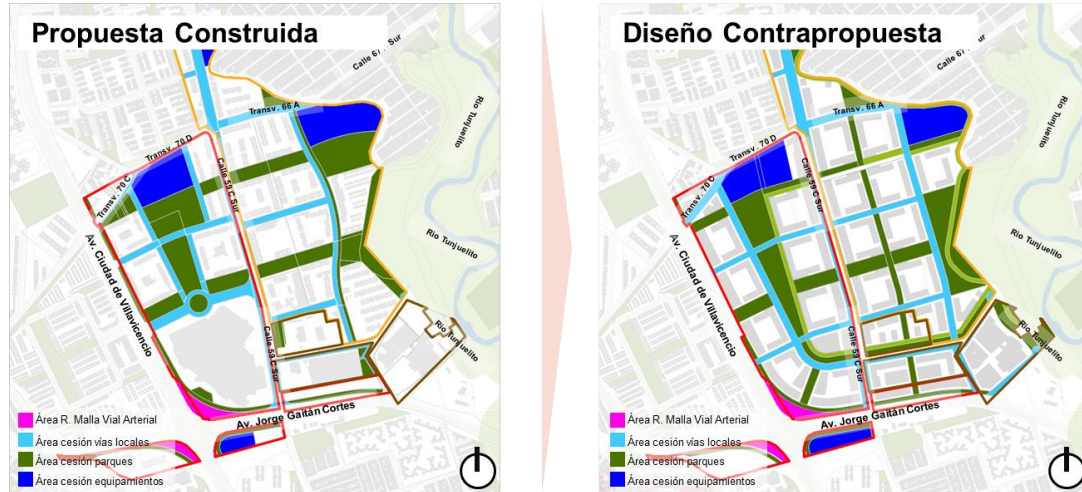 Propuesta Construida
Calle 67 I Sur
Río Tunjuelito
Transv. 66 A
Transv. 70 D
Transv. 70 C
Calle 59 C Sur
Río Tunjuelito
Av. Ciudad de Villavicencio
Río Tunjuelito
Calle 59 C Sur
Av. Jorge Gaitán Cortes
Área R. Malla Vial Arterial
Área cesión vías locales
Área cesión parques
Área cesión equipamientos
Diseño Contrapropuesta
Río Tunjuelito
Transv. 66 A
Transv. 70 D
Transv. 70 C
Calle 59 C Sur
Río Tunjuelito
Av. Ciudad de Villavicencio
Río Tunjuelito
Calle 59 C Sur
Av. Jorge Gaitán Cortes
Área R. Malla Vial Arterial
Área cesión vías locales
Área cesión parques
Área cesión equipamientos